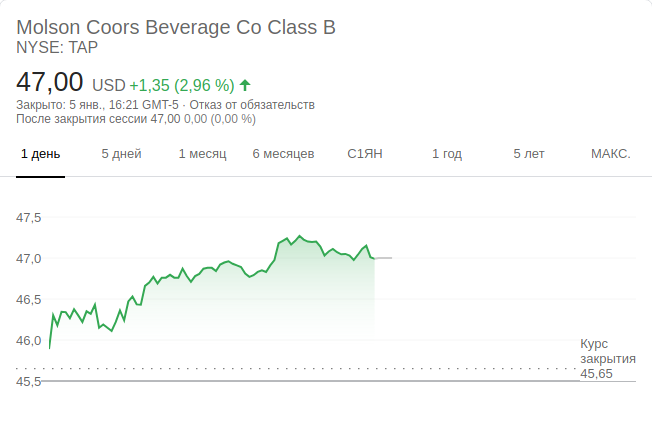 Molson Coors Beverage Co Class B
NYSE: TAP
47,00 USD +1,35 (2,96 %)
Закрыто: 5 янв., 16:21 GMT-5 · Отказ от обязательств
После закрытия сессии 47,00 0,00 (0,00 %)
1 день 5 дней 1 месяц 6 месяцев С1ЯН 1 год 5 лет МАКС.
47,5
47,0
46,5
46,0
Курс
закрытия
45,65
45,5